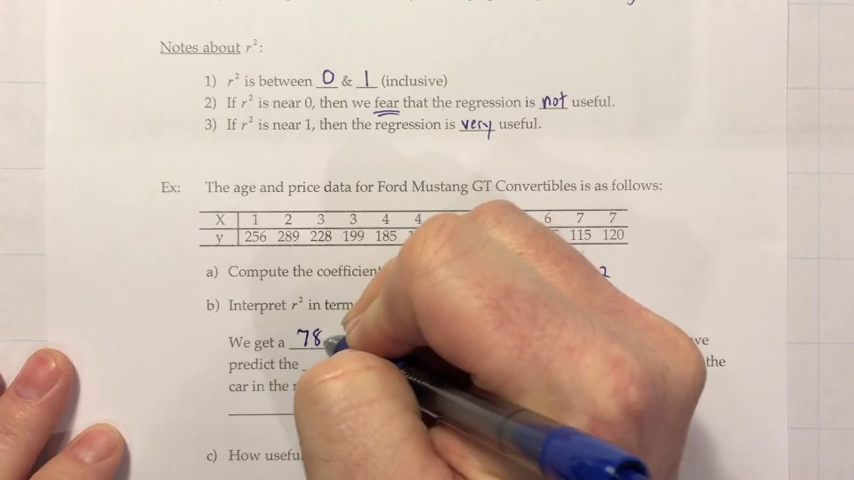 Notes about r²:
1) r² is between 0 & 1 (inclusive)
2) If r² is near 0, then we fear that the regression is not useful.
3) If r² is near 1, then the regression is very useful.
Ex: The age and price data for Ford Mustang GT Convertibles is as follows:
X 1 2 3 3 4 4 6 7 7
y 256 289 228 199 185 115 120
a) Compute the 2
b) Interpret r² in
We get a 78 we
predict the the
car in the
c) How